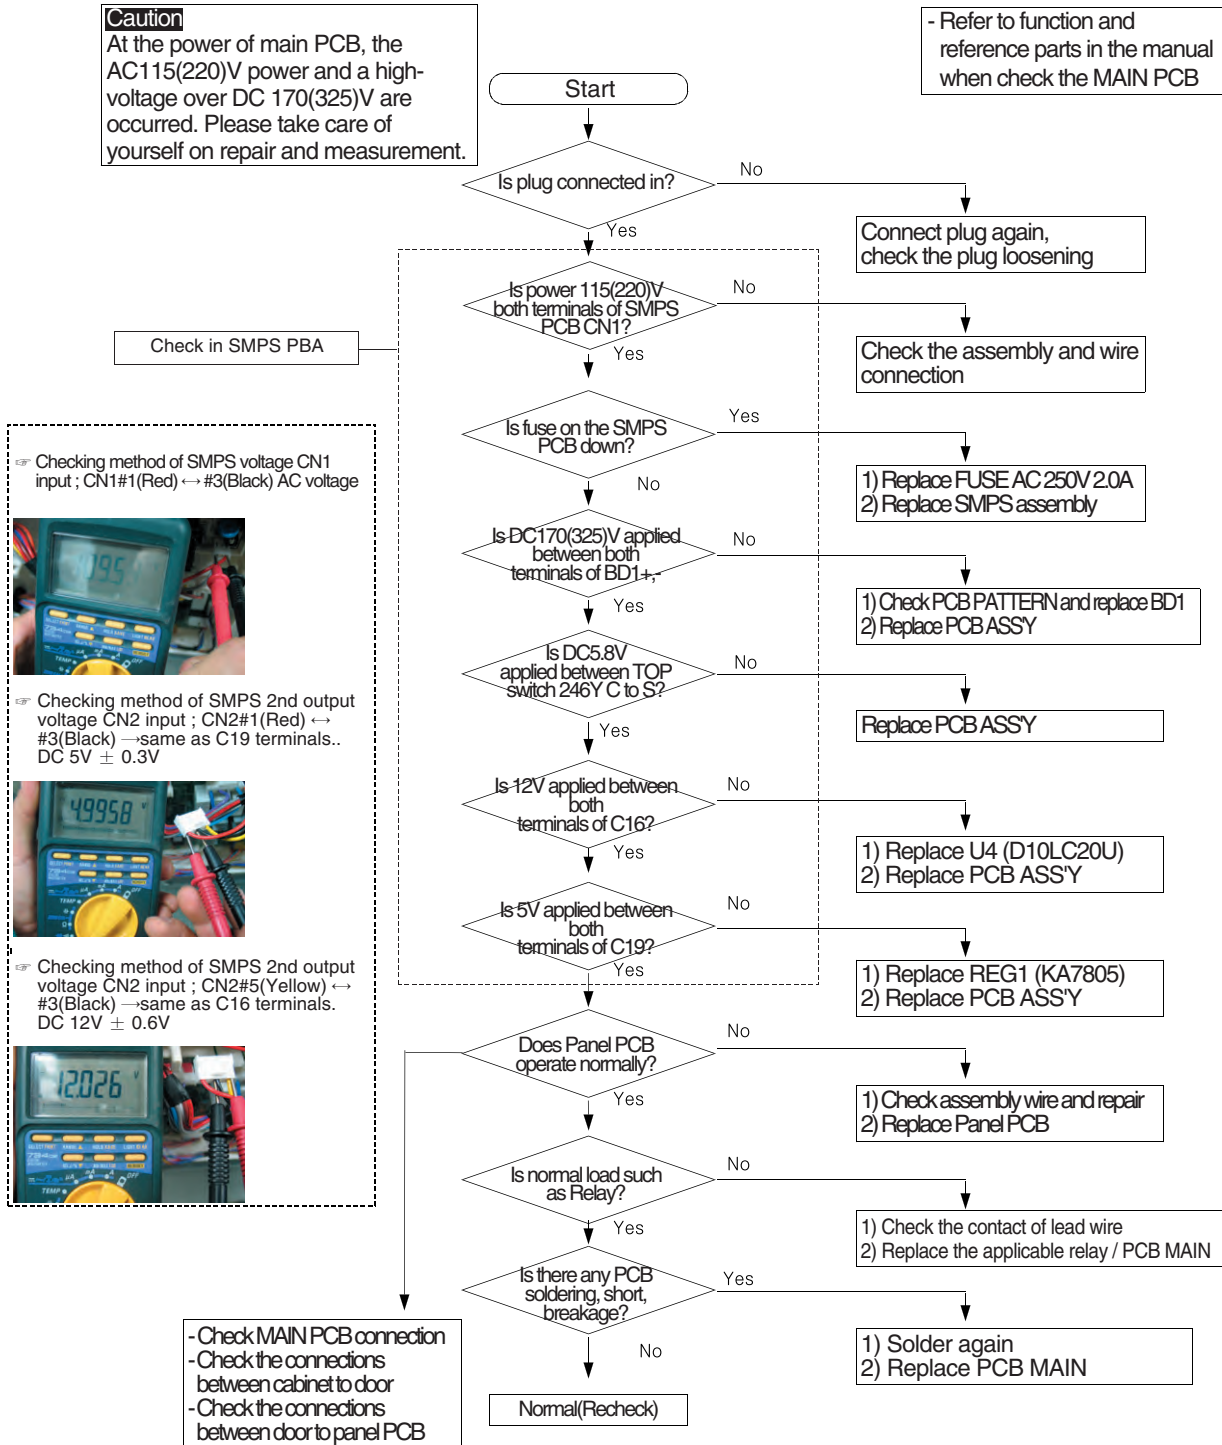 Caution
At the power of main PCB, the
AC115(220)V power and a high-
voltage over DC 170(325)V are
occurred. Please take care of
yourself on repair and measurement.
- Refer to function and
reference parts in the manual
when check the MAIN PCB
Start
Is plug connected in?
No
Connect plug again,
check the plug loosening
Yes
Is power 115(220)V
both terminals of SMPS
PCB CN1?
No
Check the assembly and wire
connection
Yes
Check in SMPS PBA
Is fuse on the SMPS
PCB down?
Yes
1) Replace FUSE AC 250V 2.0A
2) Replace SMPS assembly
No
Is DC170(325)V applied
between both
terminals of BD1+,-
No
1) Check PCB PATTERN and replace BD1
2) Replace PCB ASS'Y
Yes
Is DC5.8V
applied between TOP
switch 246Y C to S?
No
Replace PCB ASS'Y
Yes
Is 12V applied between
both
terminals of C16?
No
1) Replace U4 (D10LC20U)
2) Replace PCB ASS'Y
Yes
Is 5V applied between
both
terminals of C19?
No
1) Replace REG1 (KA7805)
2) Replace PCB ASS'Y
Yes
Does Panel PCB
operate normally?
No
1) Check assembly wire and repair
2) Replace Panel PCB
Yes
Is normal load such
as Relay?
No
1) Check the contact of lead wire
2) Replace the applicable relay / PCB MAIN
Yes
Is there any PCB
soldering, short,
breakage?
Yes
1) Solder again
2) Replace PCB MAIN
No
Normal(Recheck)
- Check MAIN PCB connection
- Check the connections
between cabinet to door
- Check the connections
between door to panel PCB
☞ Checking method of SMPS voltage CN1
input ; CN1#1(Red) ↔ #3(Black) AC voltage
TEMP
OFF
☞ Checking method of SMPS 2nd output
voltage CN2 input ; CN2#1(Red) ↔
#3(Black) →same as C19 terminals..
DC 5V ± 0.3V
4.9958 V
TEMP
OFF
☞ Checking method of SMPS 2nd output
voltage CN2 input ; CN2#5(Yellow) ↔
#3(Black) →same as C16 terminals.
DC 12V ± 0.6V
12.026 V
TEMP
OFF